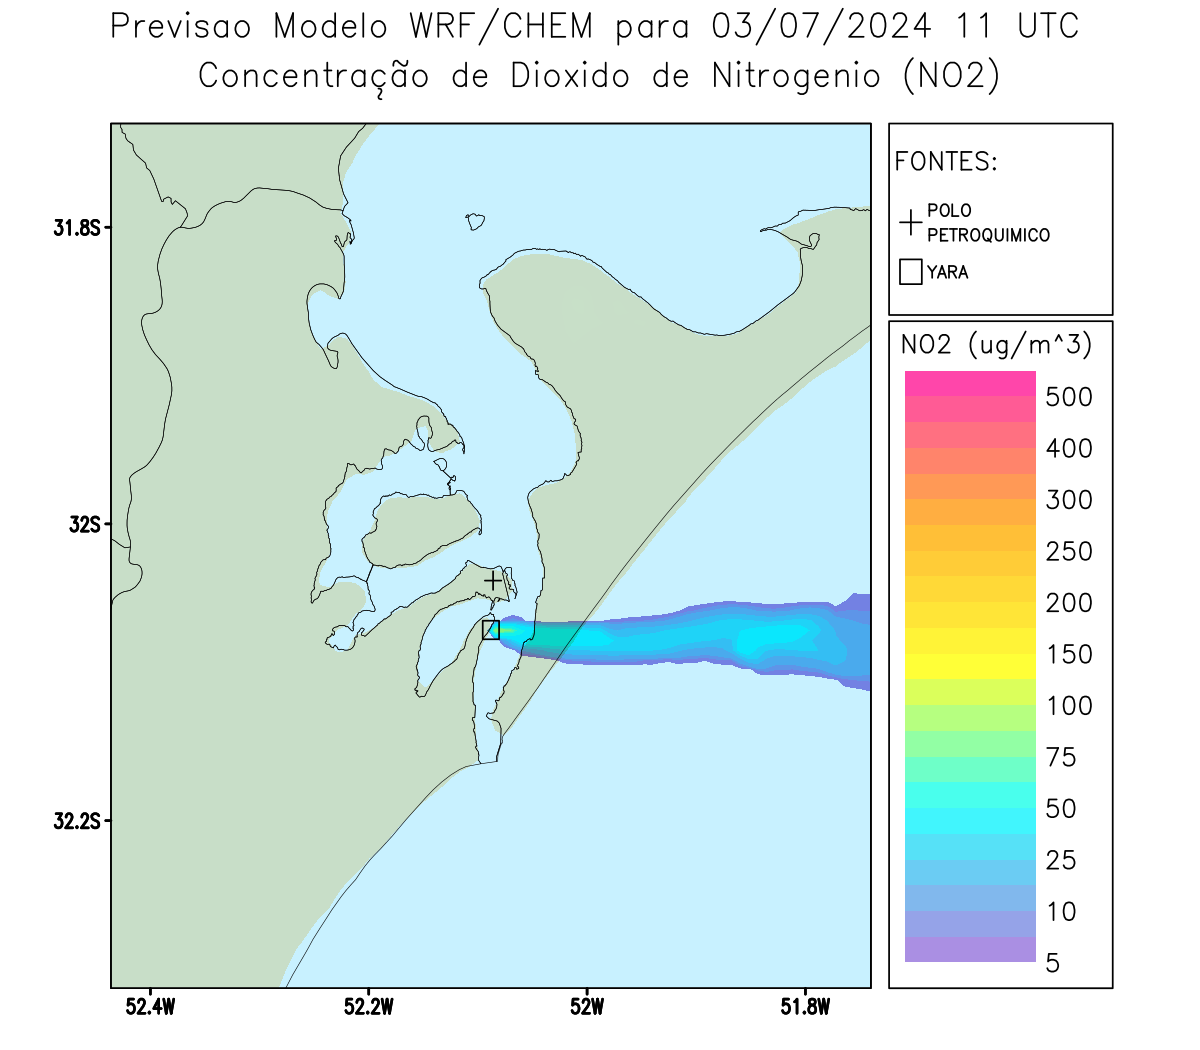 Previsao Modelo WRF/CHEM para 03/07/2024 11 UTC
Concentração de Dioxido de Nitrogenio (NO2)
FONTES:
POLO
PETROQUIMICO
YARA
NO2 (ug/m^3)
500
400
300
250
200
150
100
75
50
25
10
5
31.8S
32S
32.2S
52.4W
52.2W
52W
51.8W